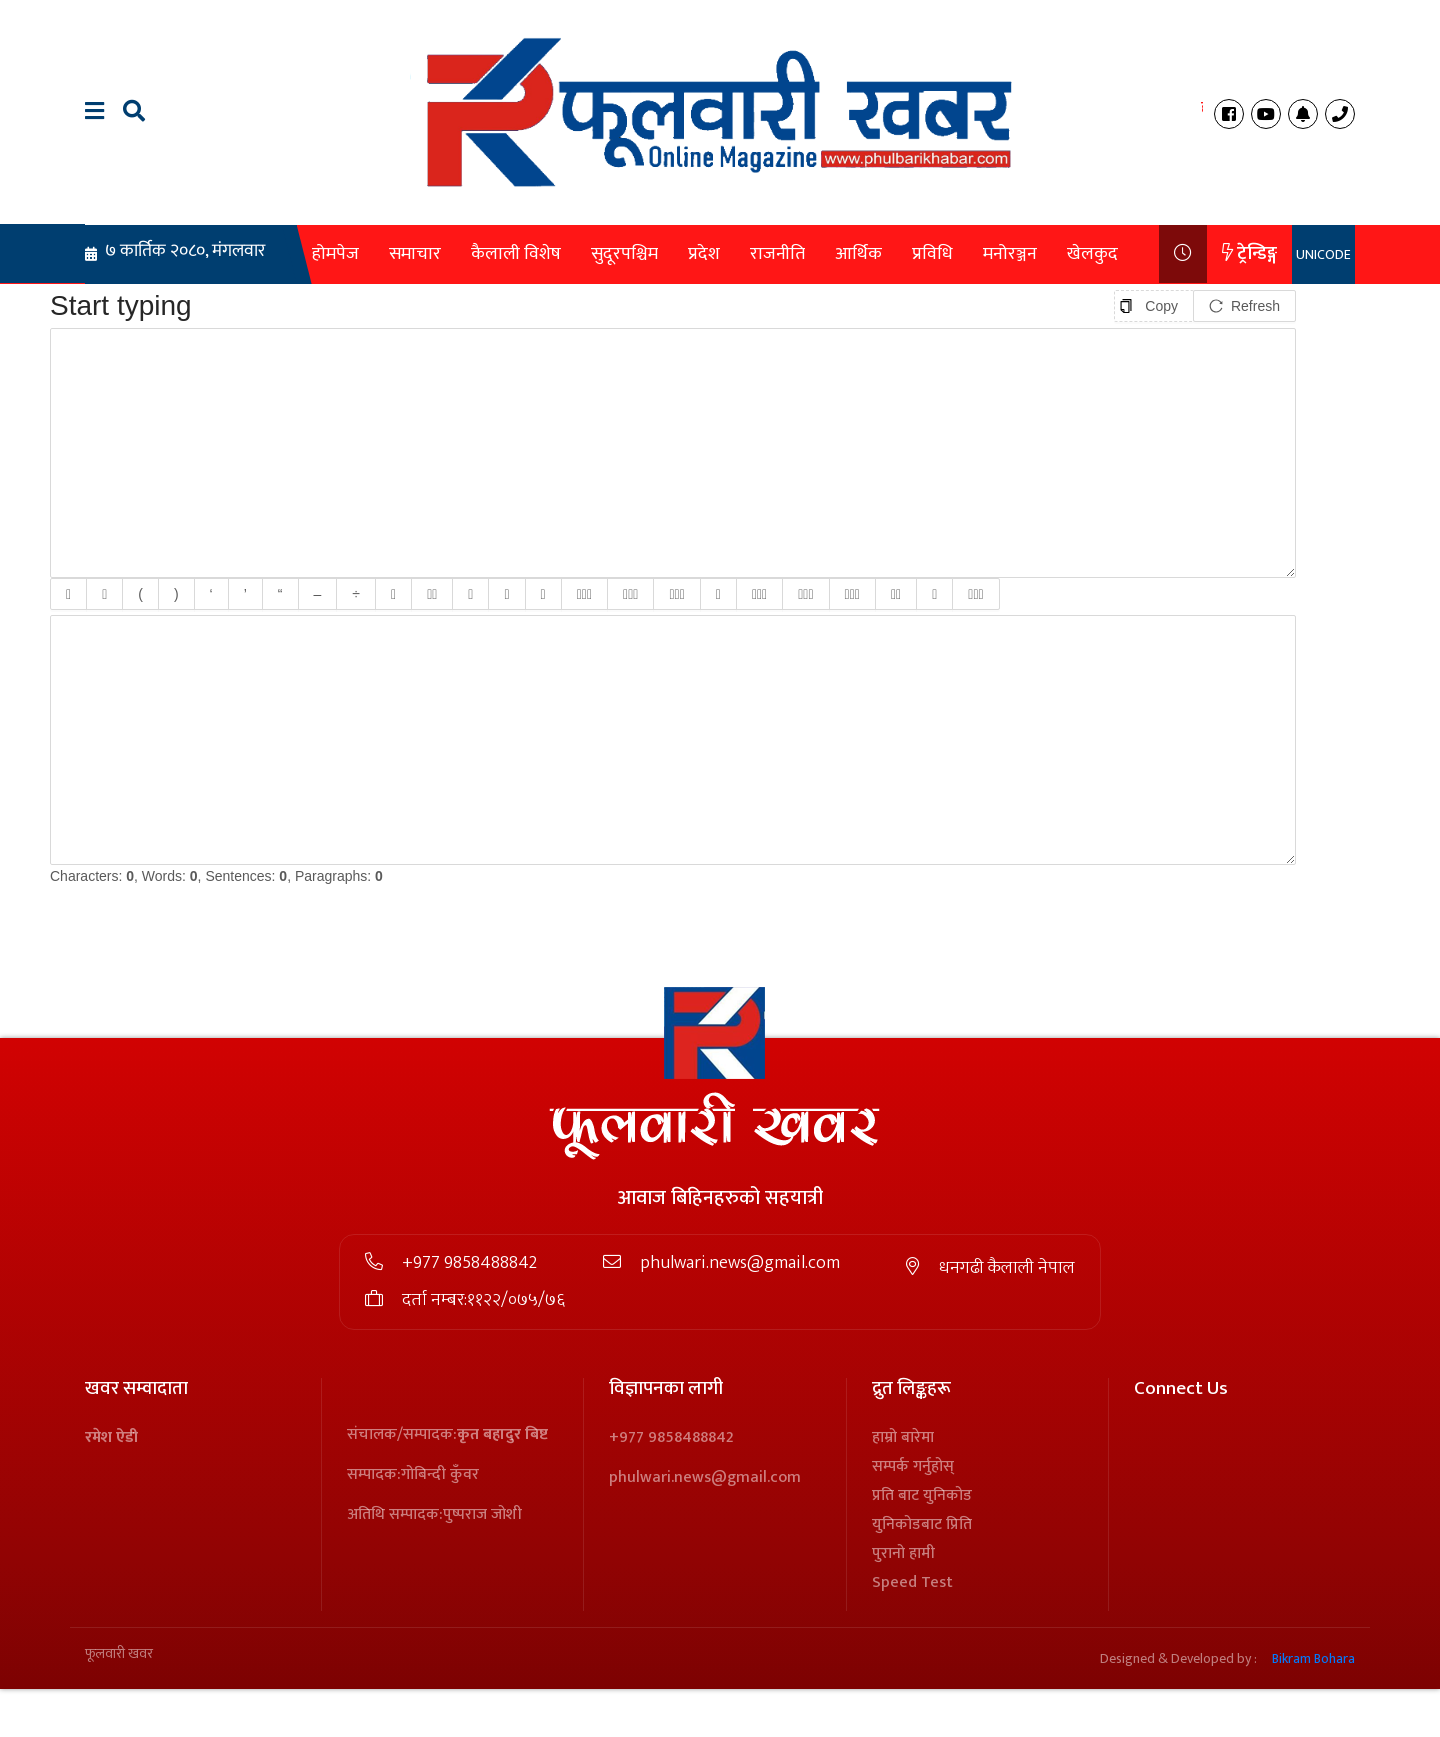 फूलवारी खबर
Online Magazine www.phulbarikhabar.com
७ कार्तिक २०८०, मंगलवार
होमपेज समाचार कैलाली विशेष सुदूरपश्चिम प्रदेश राजनीति आर्थिक प्रविधि मनोरञ्जन खेलकुद ट्रेन्डिङ्ग UNICODE
Start typing Copy Refresh
( ) ‘ ’ “ – ÷
Characters: 0, Words: 0, Sentences: 0, Paragraphs: 0
फूलवारी खवर
आवाज बिहिनहरुको सहयात्री
+977 9858488842 phulwari.news@gmail.com धनगढी कैलाली नेपाल
दर्ता नम्बर:११२२/०७५/७६
खवर सम्वादाता
रमेश ऐडी
संचालक/सम्पादक:कृत बहादुर बिष्ट
सम्पादक:गोबिन्दी कुँवर
अतिथि सम्पादक:पुष्पराज जोशी
विज्ञापनका लागी
+977 9858488842
phulwari.news@gmail.com
द्रुत लिङ्कहरू
हाम्रो बारेमा
सम्पर्क गर्नुहोस्
प्रति बाट युनिकोड
युनिकोडबाट प्रिति
पुरानो हामी
Speed Test
Connect Us
फूलवारी खवर
Designed & Developed by : Bikram Bohara